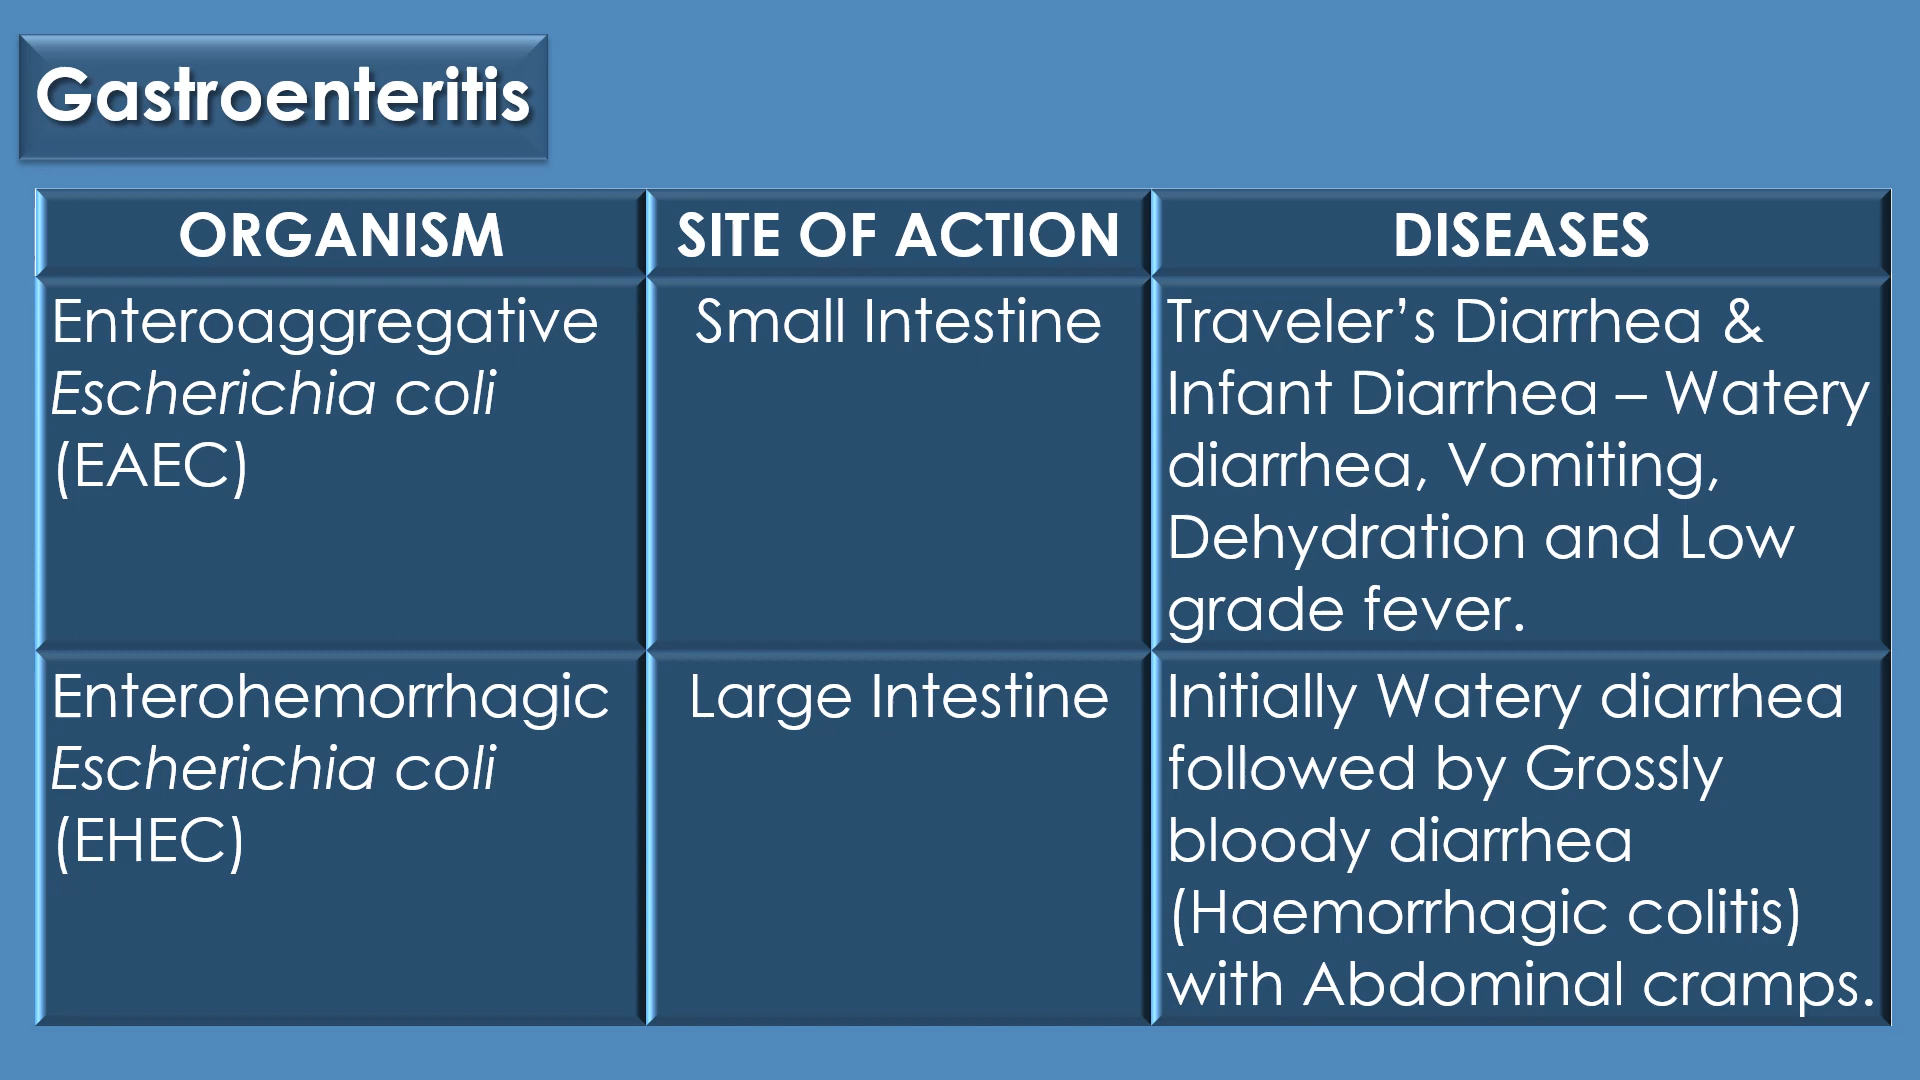 Gastroenteritis
ORGANISM
SITE OF ACTION
DISEASES
Enteroaggregative
Escherichia coli
(EAEC)
Small Intestine
Traveler’s Diarrhea &
Infant Diarrhea – Watery
diarrhea, Vomiting,
Dehydration and Low
grade fever.
Enterohemorrhagic
Escherichia coli
(EHEC)
Large Intestine
Initially Watery diarrhea
followed by Grossly
bloody diarrhea
(Haemorrhagic colitis)
with Abdominal cramps.